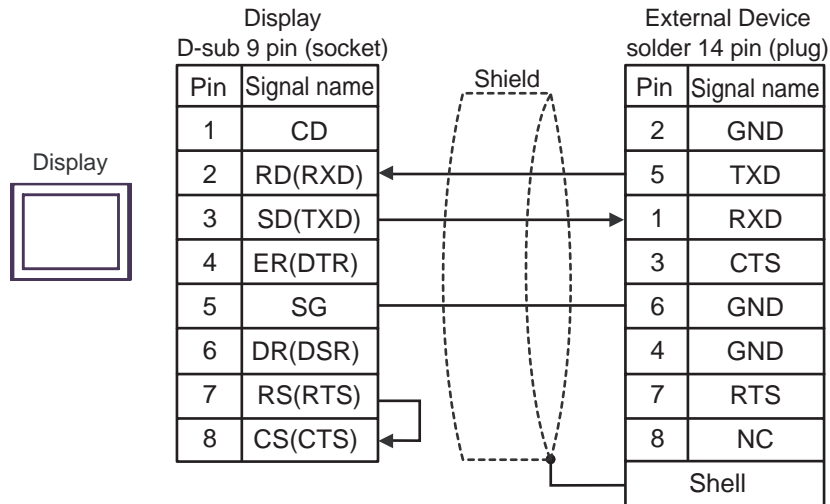 Display
D-sub 9 pin (socket)
External Device
solder 14 pin (plug)
Pin Signal name
Shield
Pin Signal name
1 CD
2 GND
Display
2 RD(RXD)
5 TXD
3 SD(TXD)
1 RXD
4 ER(DTR)
3 CTS
5 SG
6 GND
6 DR(DSR)
4 GND
7 RS(RTS)
7 RTS
8 CS(CTS)
8 NC
Shell